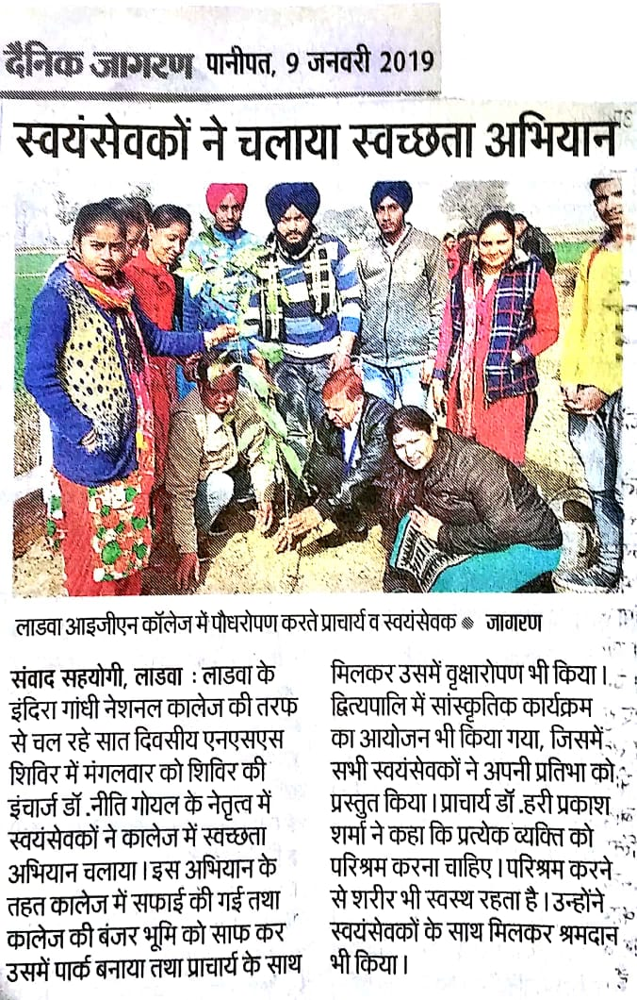 दैनिक जागरण पानीपत, 9 जनवरी 2019
स्वयंसेवकों ने चलाया स्वच्छता अभियान
लाडवा आइजीएन कॉलेज में पौधरोपण करते प्राचार्य व स्वयंसेवक ● जागरण
संवाद सहयोगी, लाडवा : लाडवा के
इंदिरा गांधी नेशनल कालेज की तरफ
से चल रहे सात दिवसीय एनएसएस
शिविर में मंगलवार को शिविर की
इंचार्ज डॉ .नीति गोयल के नेतृत्व में
स्वयंसेवकों ने कालेज में स्वच्छता
अभियान चलाया। इस अभियान के
तहत कालेज में सफाई की गई तथा
कालेज की बंजर भूमि को साफ कर
उसमें पार्क बनाया तथा प्राचार्य के साथ
मिलकर उसमें वृक्षारोपण भी किया।
द्वित्यपालि में सांस्कृतिक कार्यक्रम
का आयोजन भी किया गया, जिसमें
सभी स्वयंसेवकों ने अपनी प्रतिभा को
प्रस्तुत किया। प्राचार्य डॉ .हरी प्रकाश
शर्मा ने कहा कि प्रत्येक व्यक्ति को
परिश्रम करना चाहिए। परिश्रम करने
से शरीर भी स्वस्थ रहता है। उन्होंने
स्वयंसेवकों के साथ मिलकर श्रमदान
भी किया।